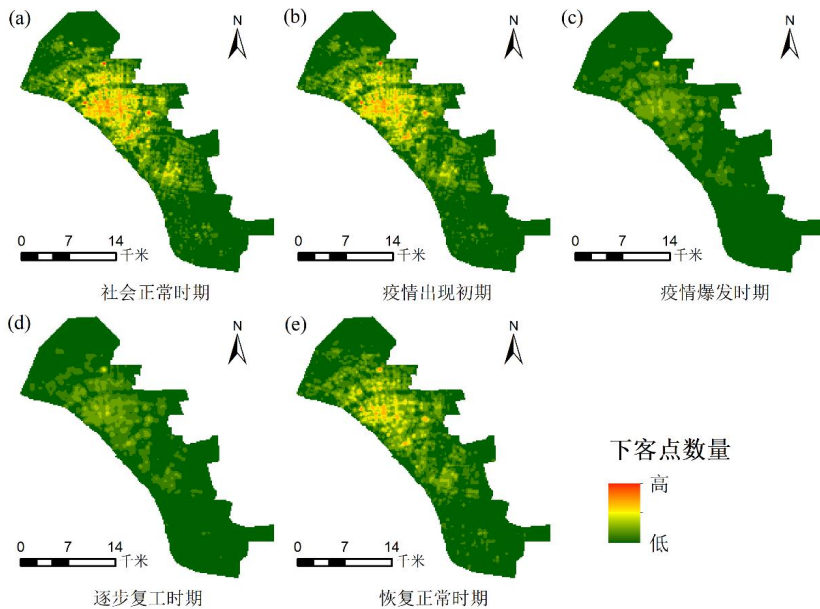 (a)
N
0 7 14
千米
社会正常时期
(b)
N
0 7 14
千米
疫情出现初期
(c)
N
0 7 14
千米
疫情爆发时期
(d)
N
0 7 14
千米
逐步复工时期
(e)
N
0 7 14
千米
恢复正常时期
下客点数量
高
低